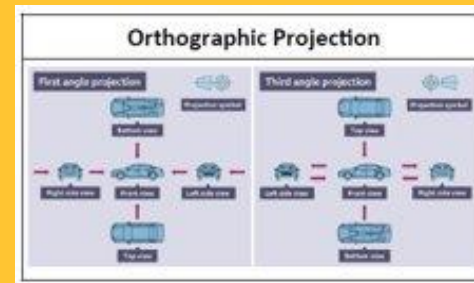 Orthographic Projection
First angle projection
Projection symbol
Bottom view
Right side view
Front view
Left side view
Top view
Third angle projection
Projection symbol
Top view
Left side view
Front view
Right side view
Bottom view